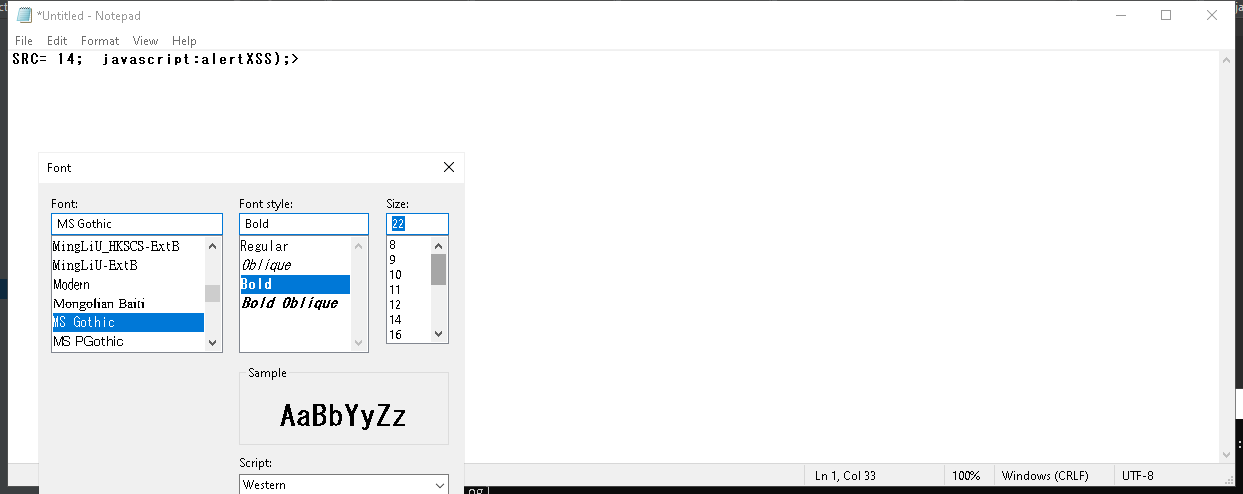 *Untitled - Notepad
File Edit Format View Help
SRC= 14;  javascript:alertXSS);>
Font
Font: Font style: Size:
MS Gothic Bold 22
MingLiU_HKSCS-ExtB Regular 8
MingLiU-ExtB Oblique 9
Modern Bold 10
Mongolian Baiti Bold Oblique 11
MS Gothic 12
MS PGothic 14
16
Sample
AaBbYyZz
Script:
Western
Ln 1, Col 33 100% Windows (CRLF) UTF-8